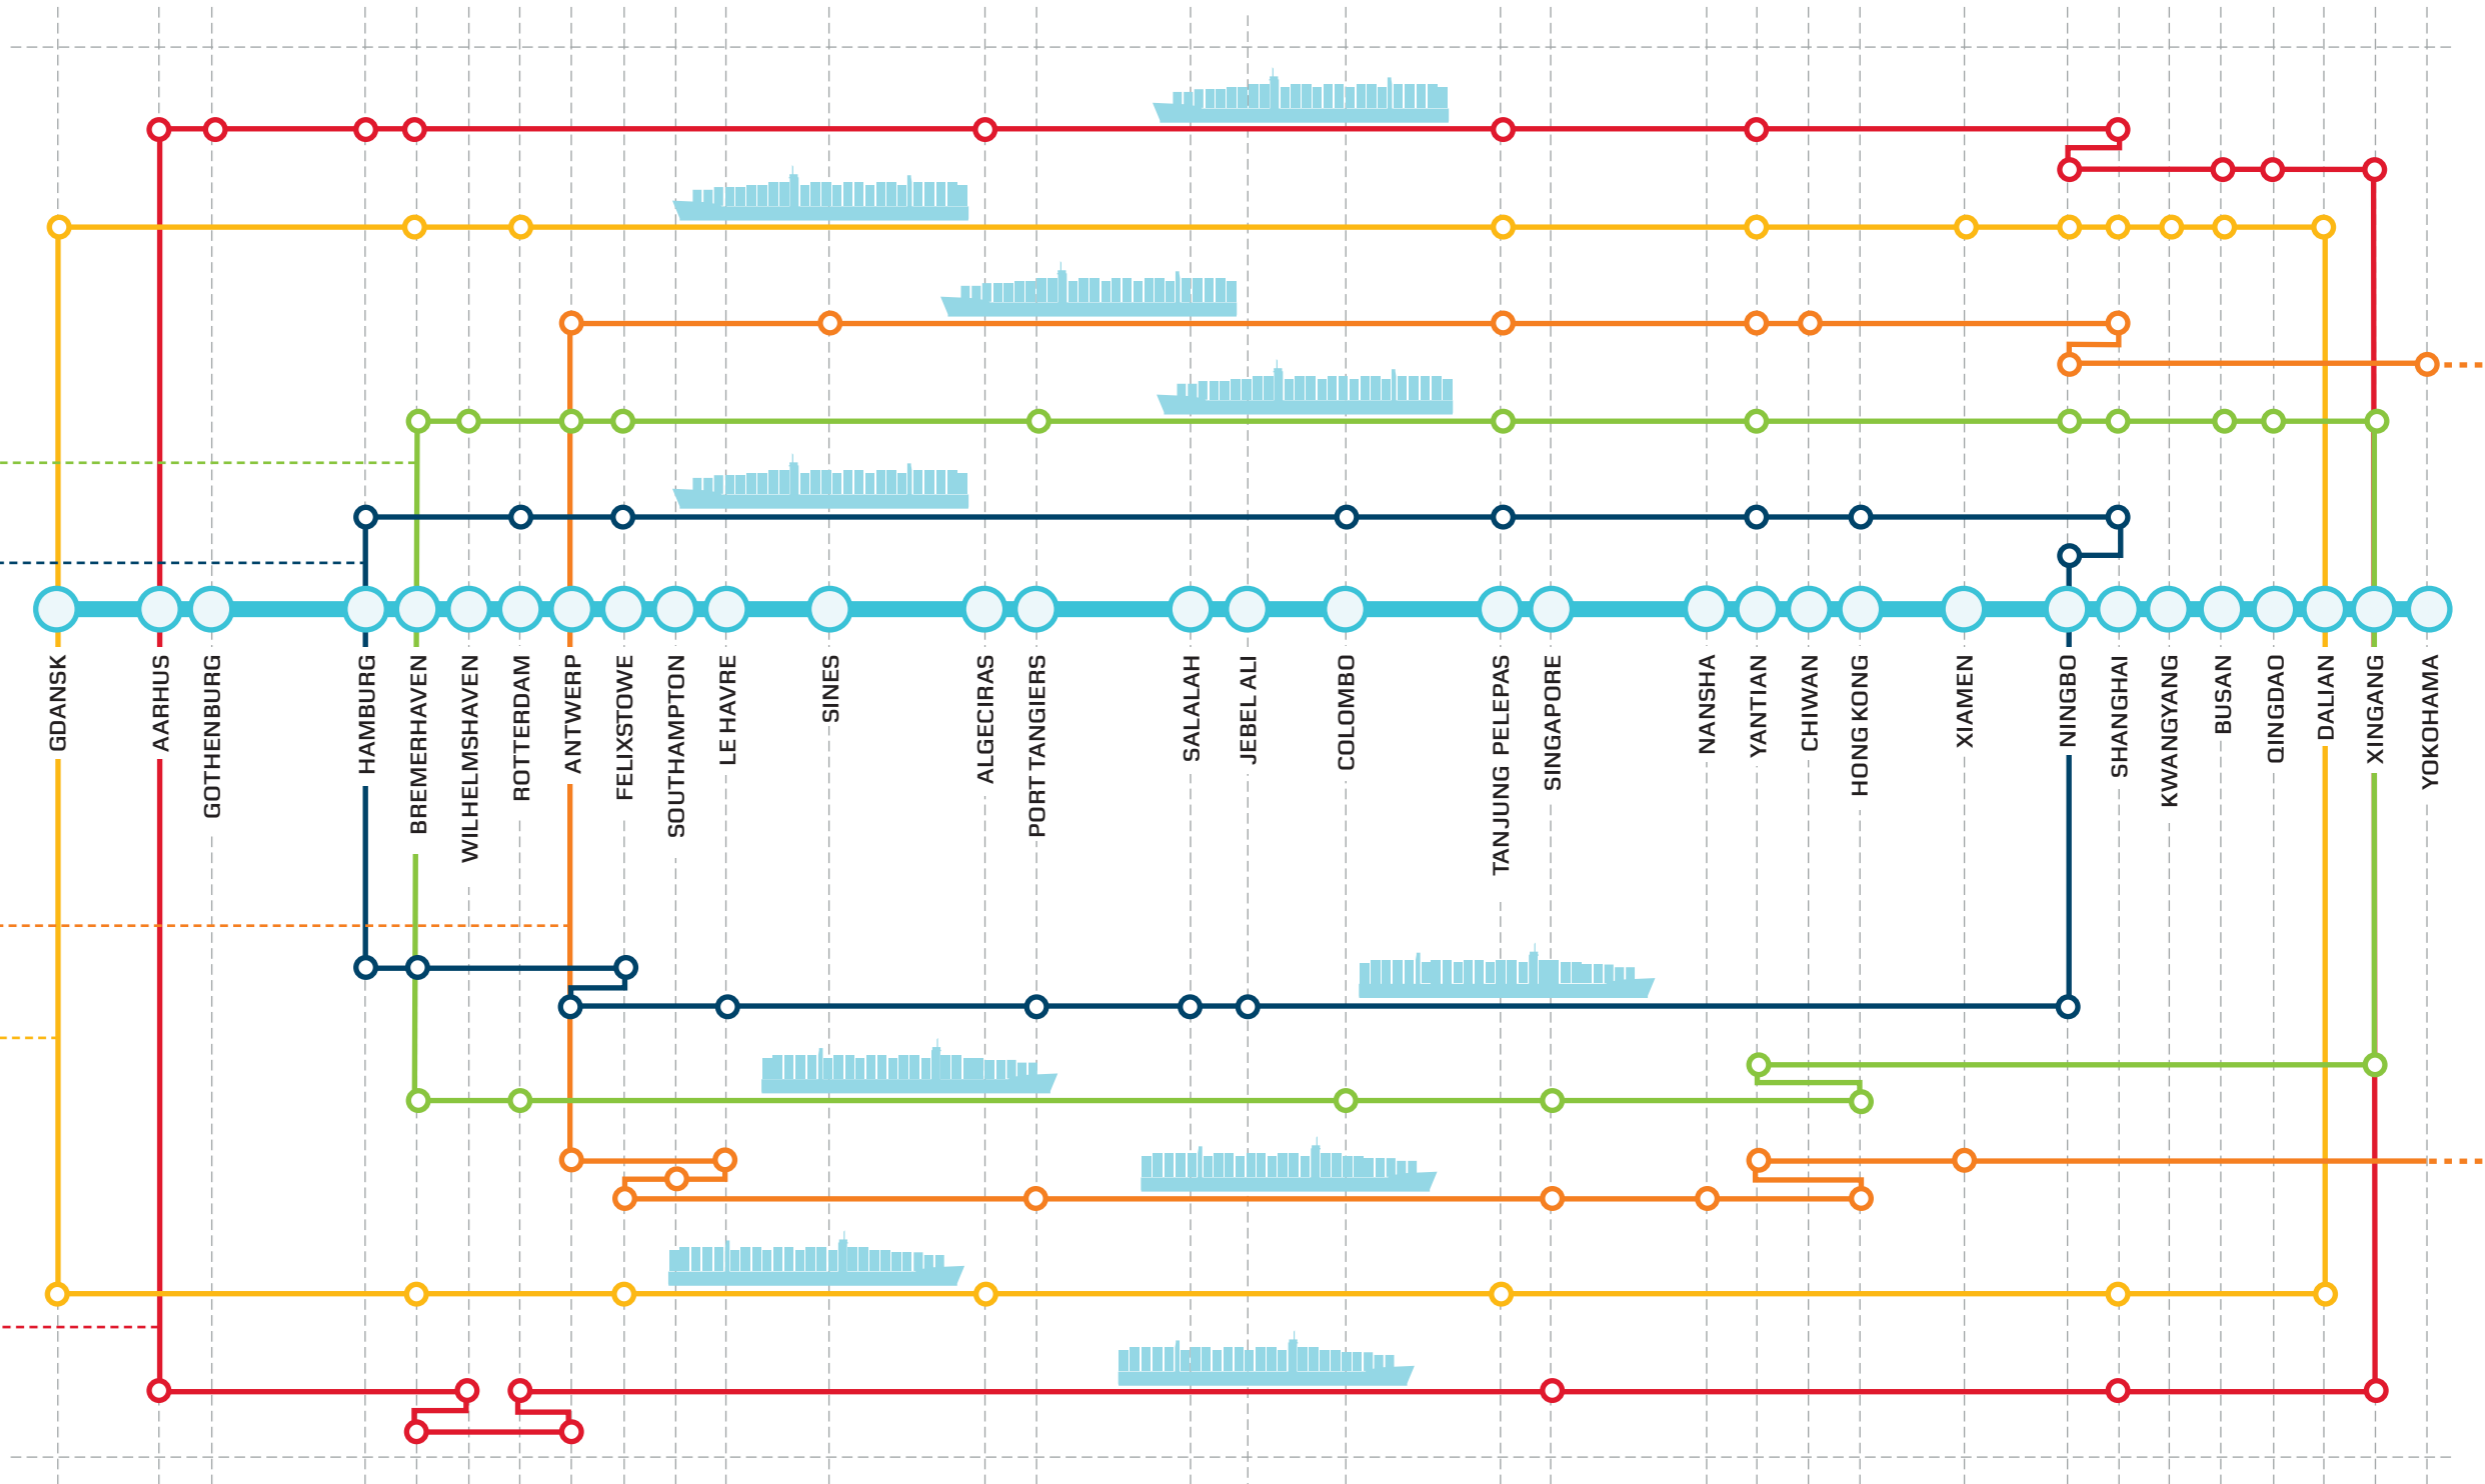 GDANSK
AARHUS
GOTHENBURG
HAMBURG
BREMERHAVEN
WILHELMSHAVEN
ROTTERDAM
ANTWERP
FELIXSTOWE
SOUTHAMPTON
LE HAVRE
SINES
ALGECIRAS
PORT TANGIERS
SALALAH
JEBEL ALI
COLOMBO
TANJUNG PELEPAS
SINGAPORE
NANSHA
YANTIAN
CHIWAN
HONG KONG
XIAMEN
NINGBO
SHANGHAI
KWANGYANG
BUSAN
QINGDAO
DALIAN
XINGANG
YOKOHAMA